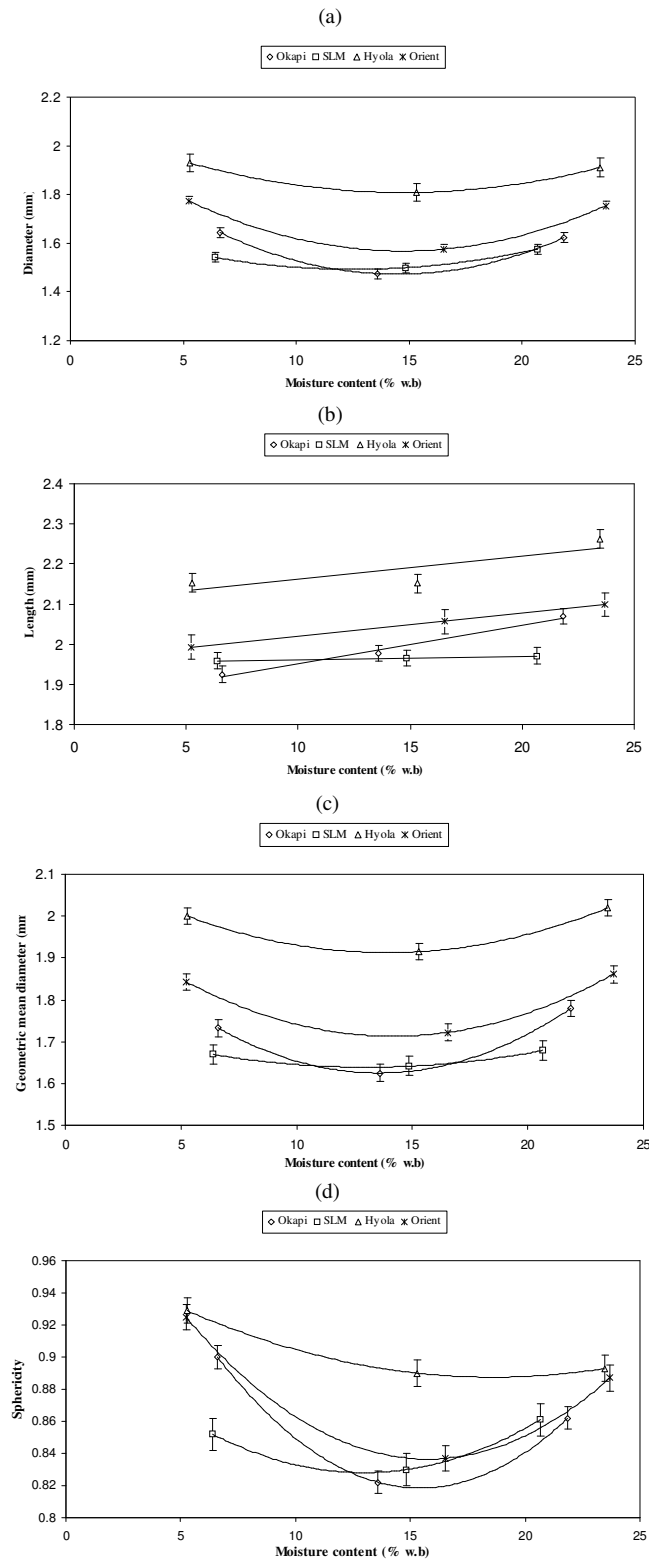 (a)
Okapi SLM Hyola Orient
2.2
2
1.8
1.6
1.4
1.2
Diameter (mm)
0 5 10 15 20 25
Moisture content (% w.b)
(b)
Okapi SLM Hyola Orient
2.4
2.3
2.2
2.1
2
1.9
1.8
Length (mm)
0 5 10 15 20 25
Moisture content (% w.b)
(c)
Okapi SLM Hyola Orient
2.1
2
1.9
1.8
1.7
1.6
1.5
Geometric mean diameter (mm
0 5 10 15 20 25
Moisture content (% w.b)
(d)
Okapi SLM Hyola Orient
0.96
0.94
0.92
0.9
0.88
0.86
0.84
0.82
0.8
Sphericity
0 5 10 15 20 25
Moisture content (% w.b)